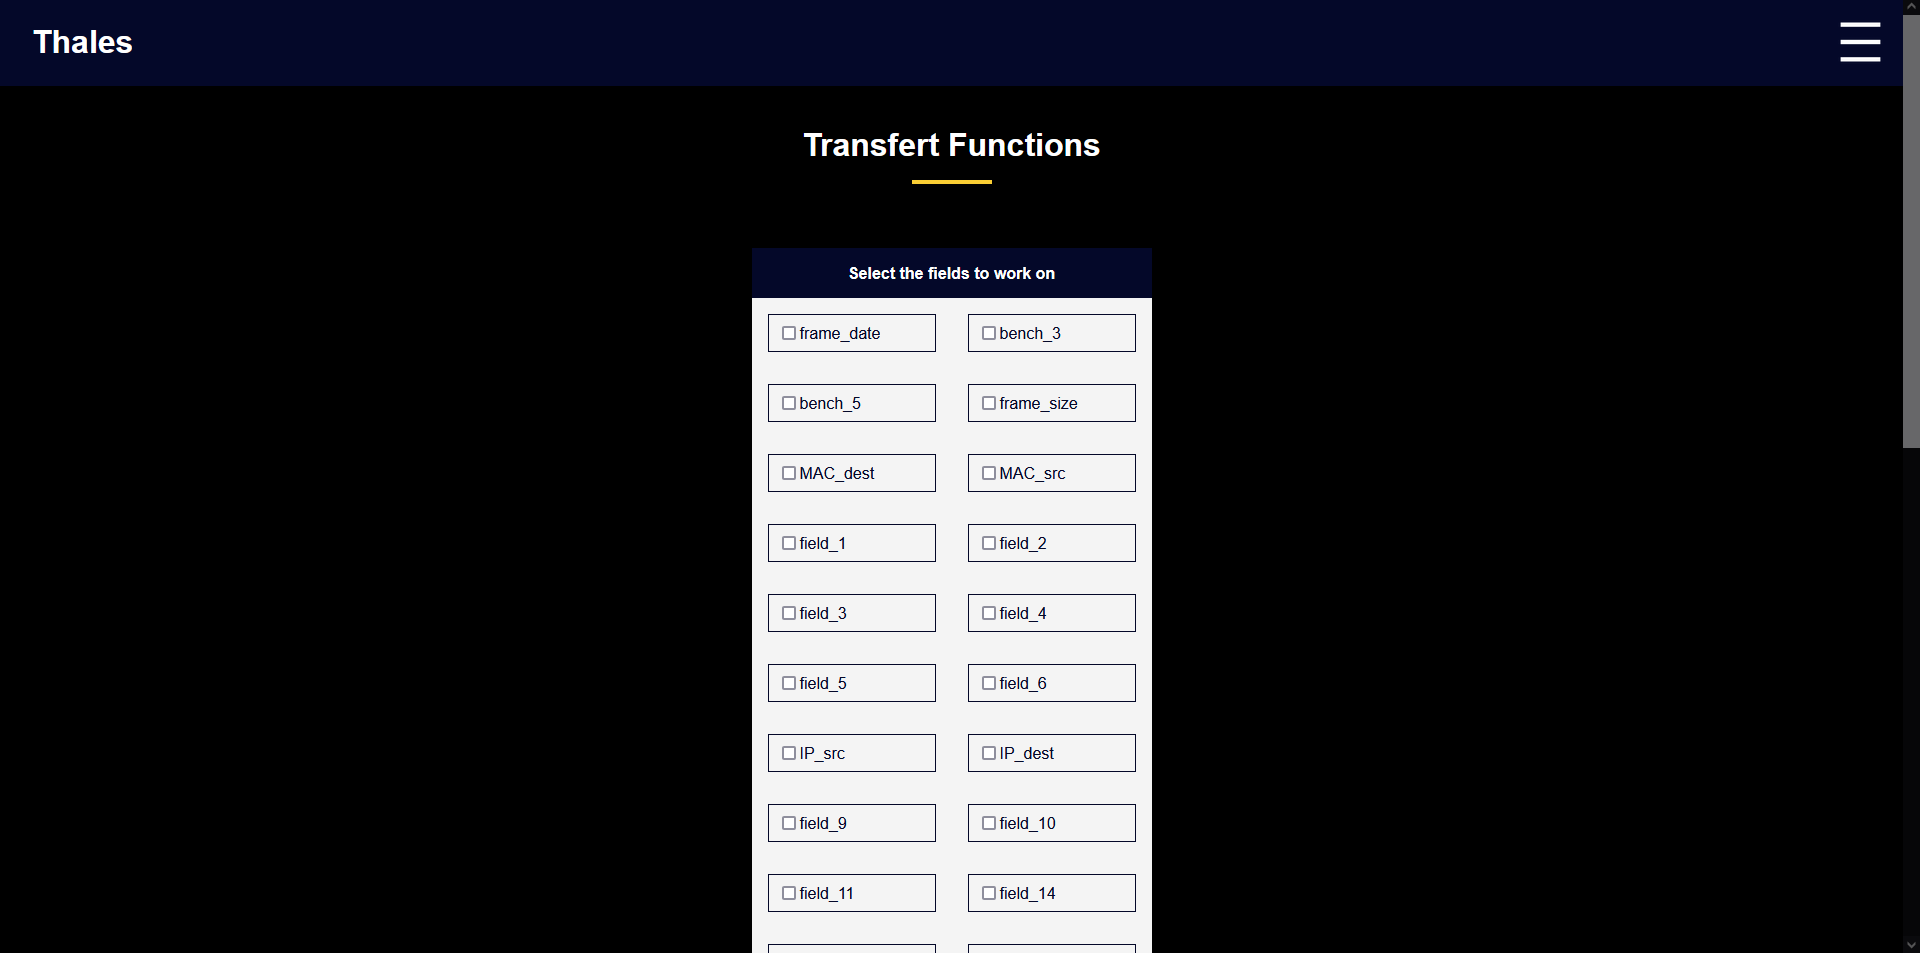 Thales
Transfert Functions
Select the fields to work on
frame_date
bench_3
bench_5
frame_size
MAC_dest
MAC_src
field_1
field_2
field_3
field_4
field_5
field_6
IP_src
IP_dest
field_9
field_10
field_11
field_14